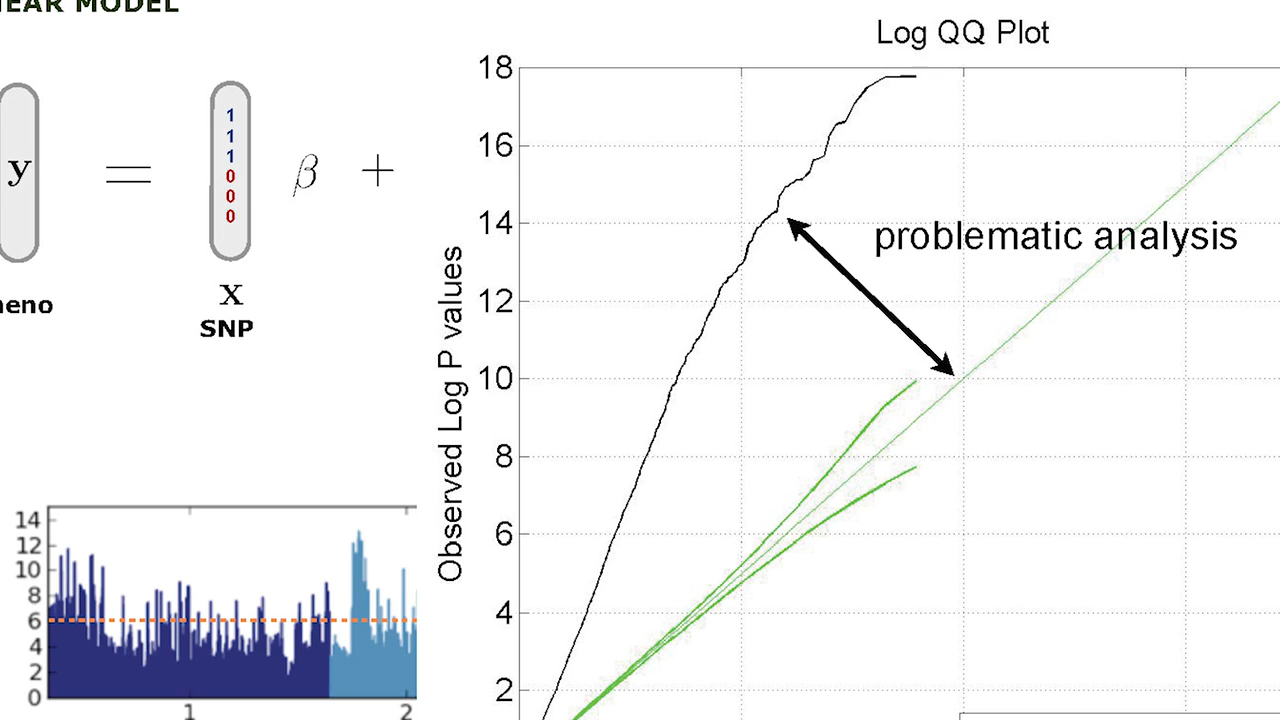 NEAR MODEL
y
=
1
1
1
0
0
0
β +
x
SNP
heno
14
12
10
8
6
4
2
0
1
2
Log QQ Plot
Observed Log P values
18
16
14
12
10
8
6
4
2
problematic analysis